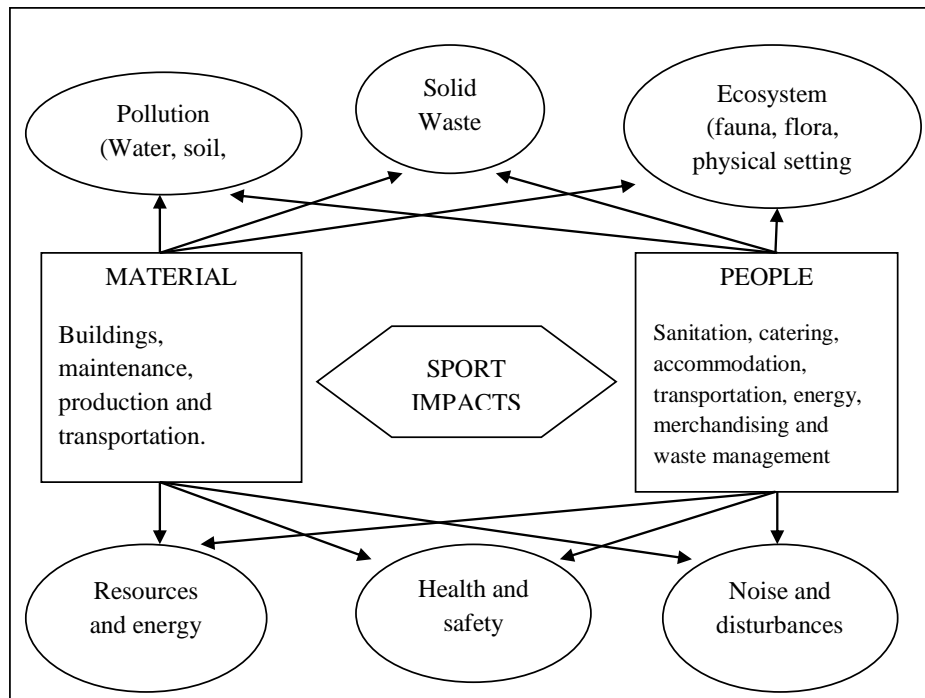 Pollution
(Water, soil,
Solid
Waste
Ecosystem
(fauna, flora,
physical setting
MATERIAL
Buildings,
maintenance,
production and
transportation.
SPORT
IMPACTS
PEOPLE
Sanitation, catering,
accommodation,
transportation, energy,
merchandising and
waste management
Resources
and energy
Health and
safety
Noise and
disturbances